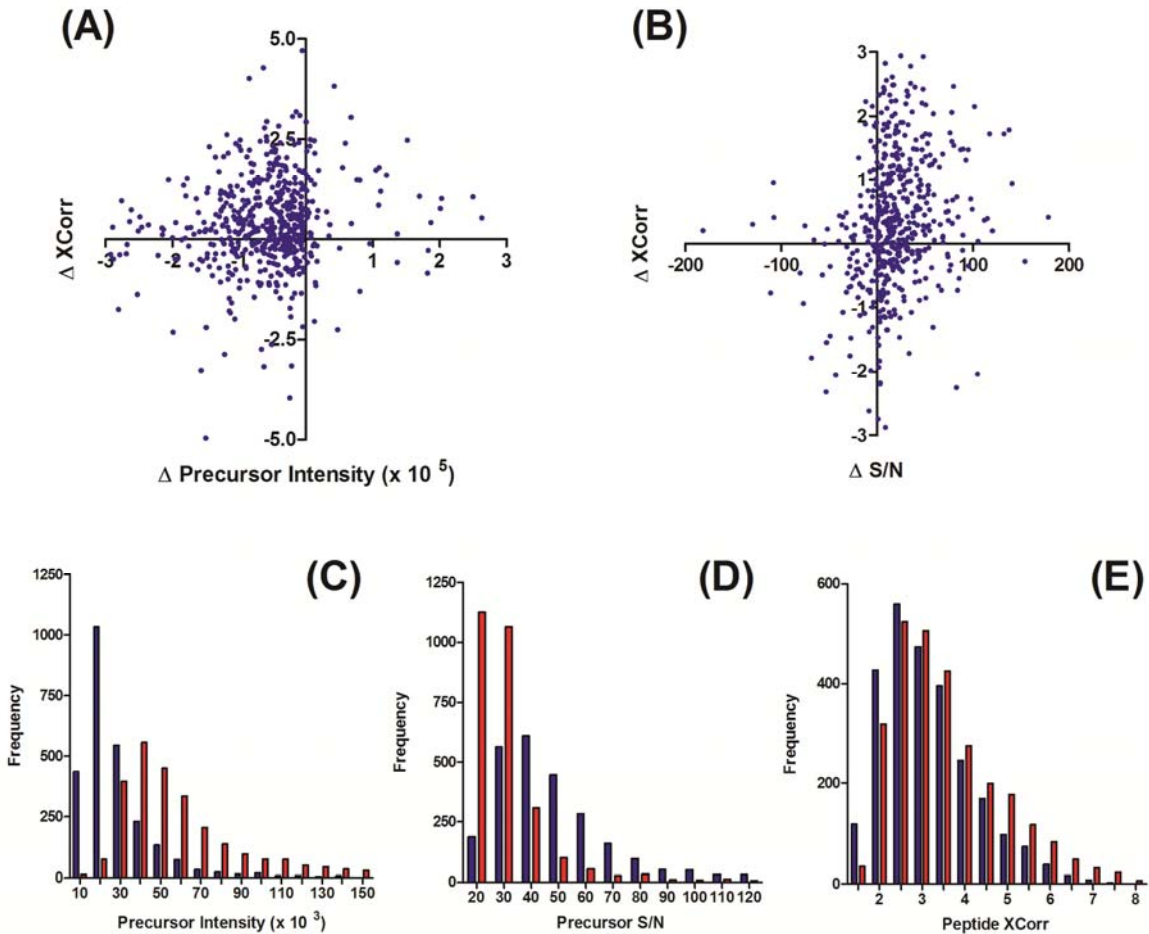 (A)
5.0
2.5
-2.5
-5.0
-3 -2 -1 1 2 3
Δ XCorr
Δ Precursor Intensity (x 10 5)
(B)
3
2
1
-1
-2
-3
-200 -100 100 200
Δ XCorr
Δ S/N
(C)
1250
1000
750
500
250
0
10 30 50 70 90 110 130 150
Frequency
Precursor Intensity (x 10 3)
(D)
1250
1000
750
500
250
0
20 30 40 50 60 70 80 90 100 110 120
Frequency
Precursor S/N
(E)
600
400
200
0
2 3 4 5 6 7 8
Frequency
Peptide XCorr